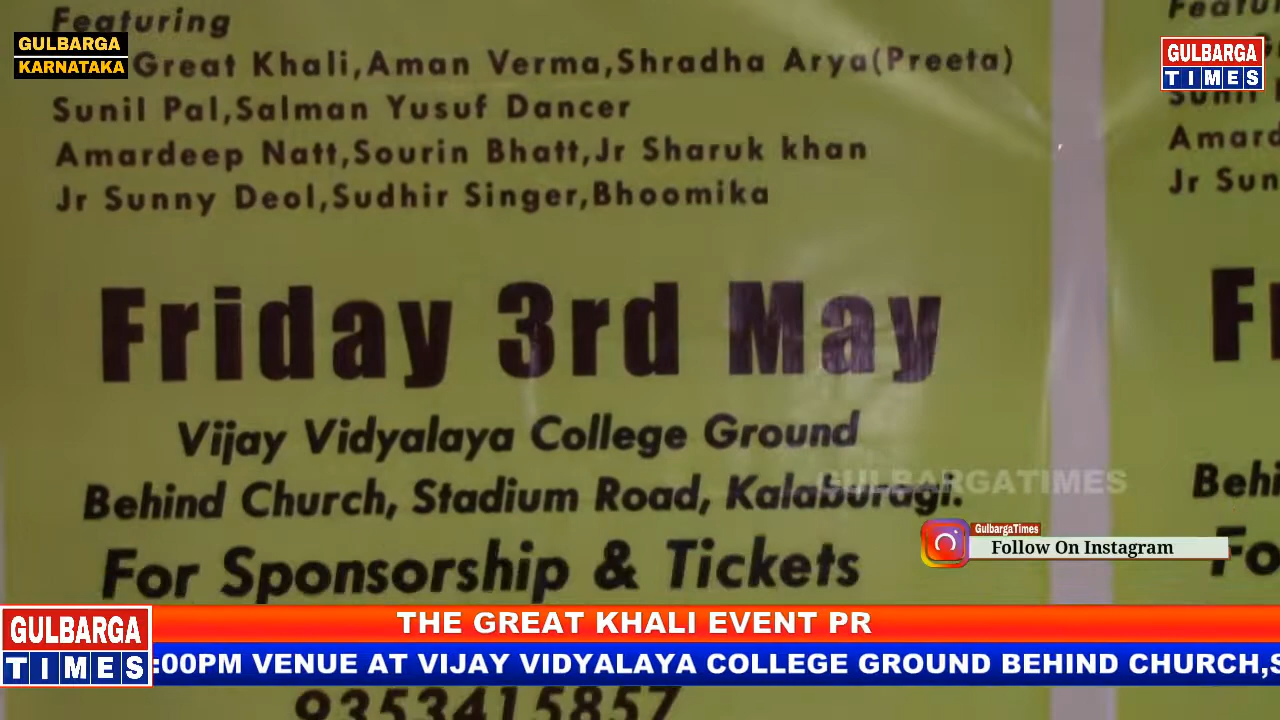 Featuring
GULBARGA
KARNATAKA
Great Khali,Aman Verma,Shradha Arya(Preeta)
Sunil Pal,Salman Yusuf Dancer
Amardeep Natt,Sourin Bhatt,Jr Sharuk khan
Jr Sunny Deol,Sudhir Singer,Bhoomika
Friday 3rd May
Vijay Vidyalaya College Ground
Behind Church, Stadium Road, Kalaburagi.
For Sponsorship & Tickets
9353415857
GULBARGA
TIMES
Jr Sun
GULBARGATIMES
GulbargaTimes
Follow On Instagram
THE GREAT KHALI EVENT PR
GULBARGA
TIMES
:00PM VENUE AT VIJAY VIDYALAYA COLLEGE GROUND BEHIND CHURCH,S